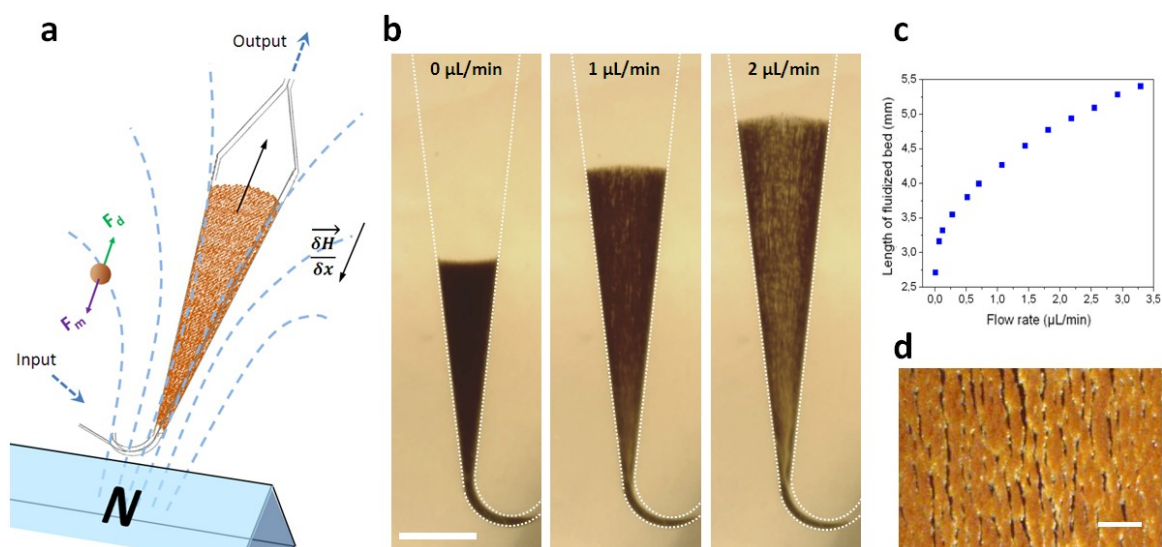 a
Output
F_d
F_m
δH
δx
Input
N
b
0 µL/min
1 µL/min
2 µL/min
c
Length of fluidized bed (mm)
5,5
5,0
4,5
4,0
3,5
3,0
2,5
0,0 0,5 1,0 1,5 2,0 2,5 3,0 3,5
Flow rate (µL/min)
d